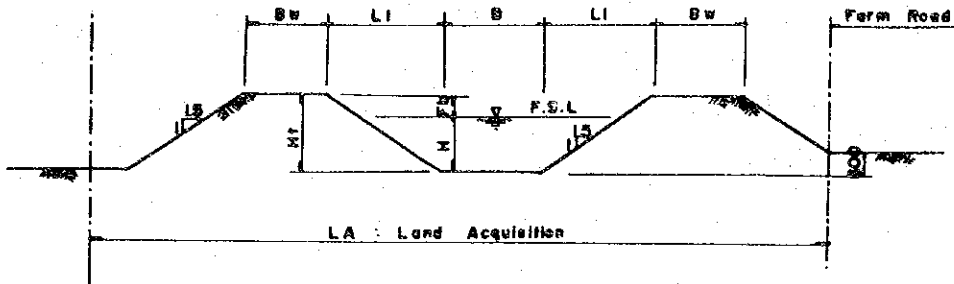 Bw L1 B L1 Bw Farm Road
F.S.L
1.5
1
Ht
H
1.5
1
LA : Land Acquisition